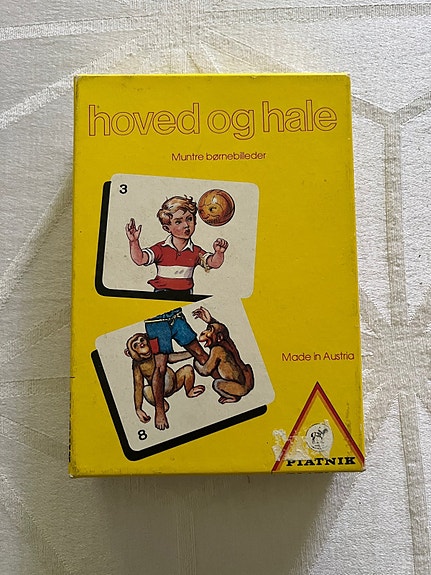 hoved og hale
Muntre børnebilleder
3
8
Made in Austria
PIATNIK